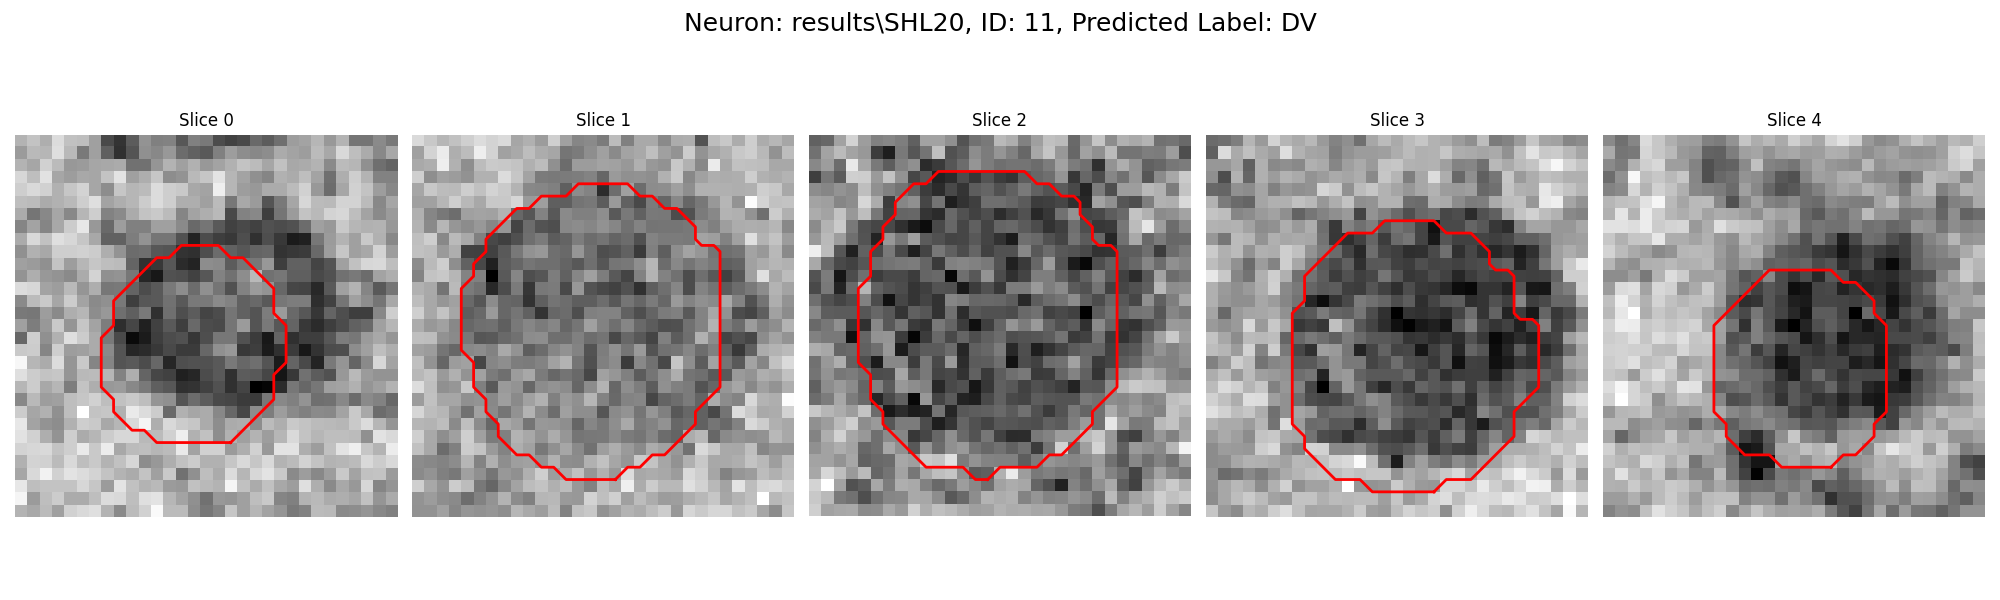 Neuron: results\SHL20, ID: 11, Predicted Label: DV
Slice 0
Slice 1
Slice 2
Slice 3
Slice 4